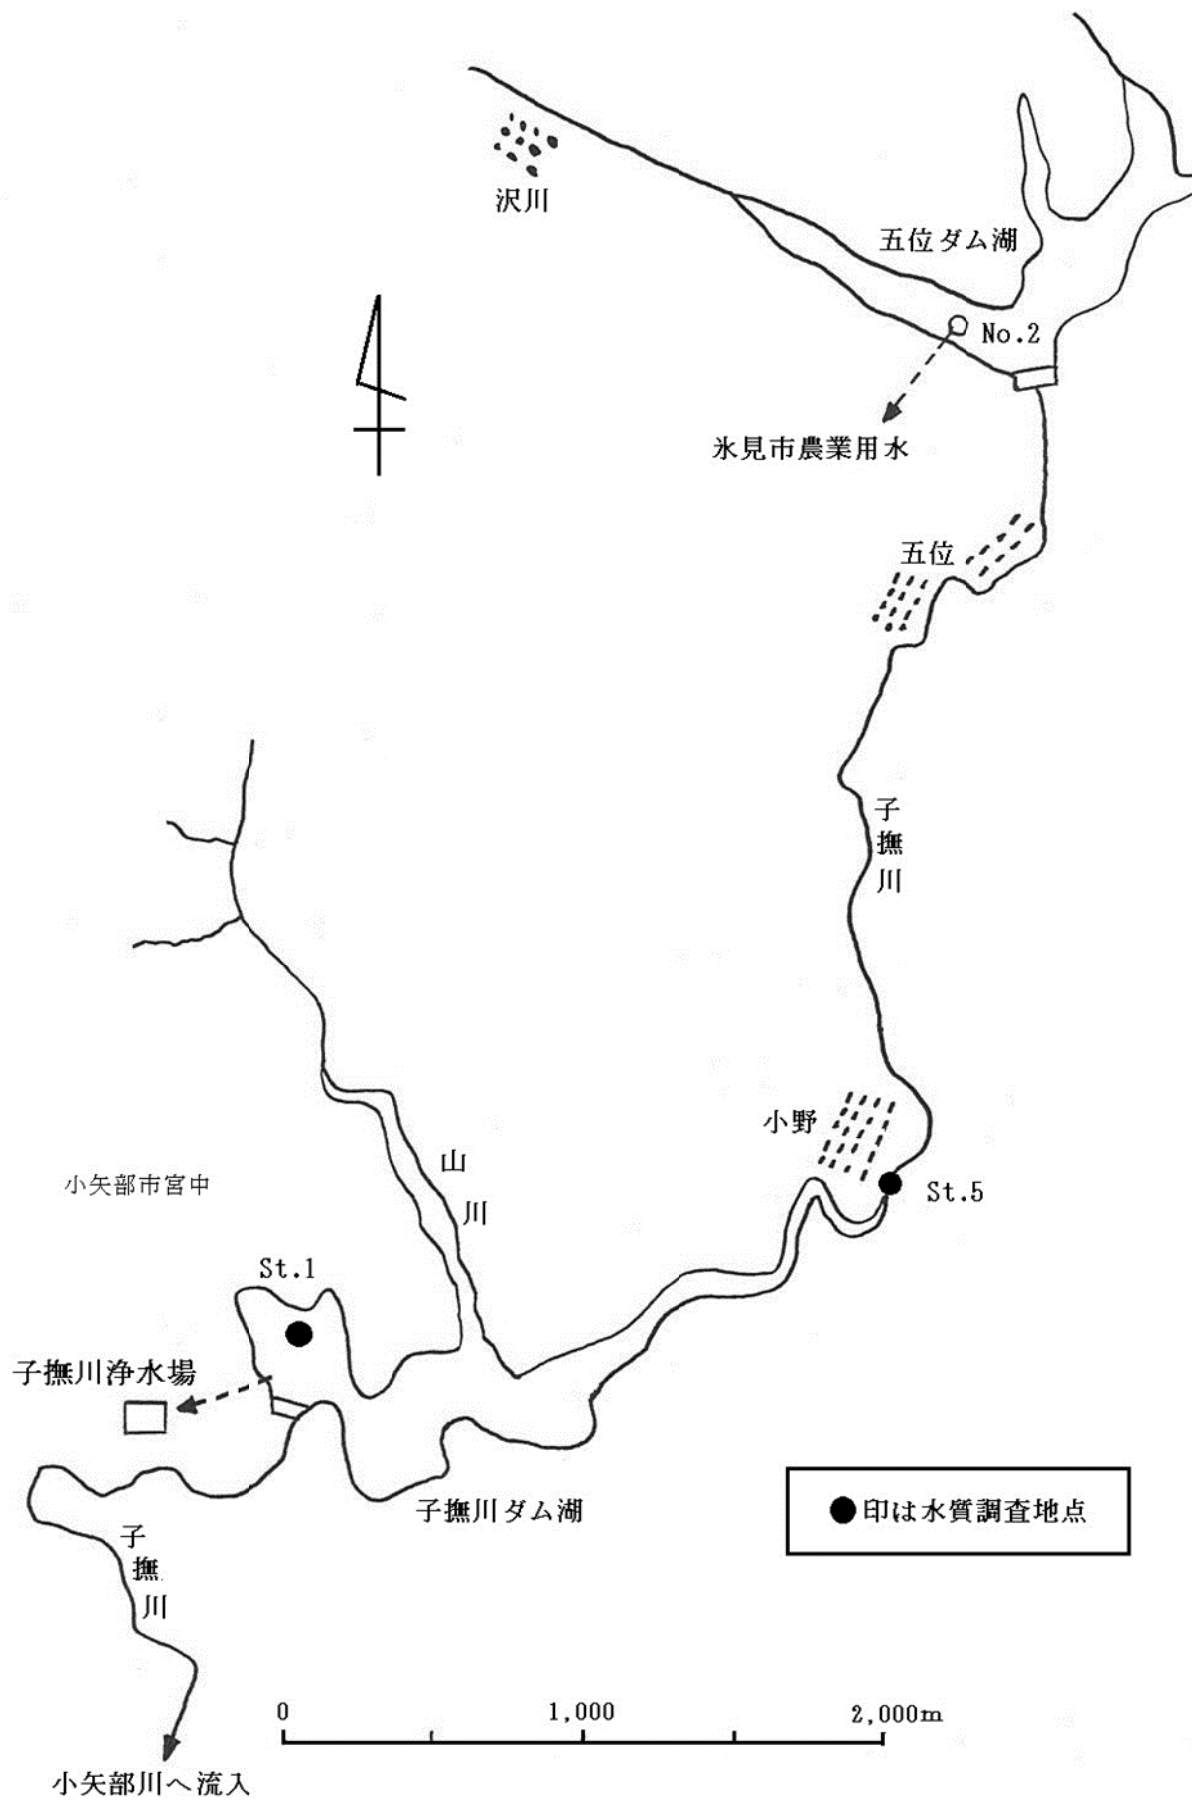 沢川
五位ダム湖
No.2
氷見市農業用水
五位
子撫川
小野
St.5
山川
小矢部市宮中
St.1
子撫川浄水場
子撫川ダム湖
●印は水質調査地点
子撫川
0 1,000 2,000m
小矢部川へ流入